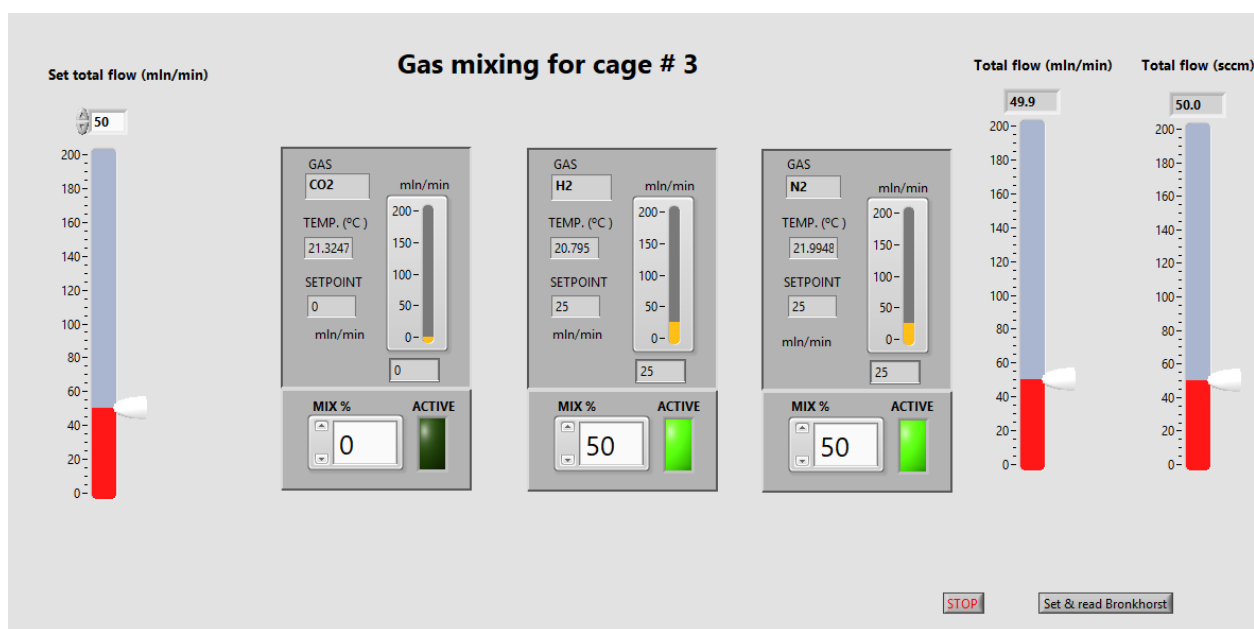 Gas mixing for cage # 3
Set total flow (mln/min)
50
200
180
160
140
120
100
80
60
40
20
0
GAS
CO2
mln/min
TEMP. (ºC )
21.3247
SETPOINT
0
mln/min
200
150
100
50
0
0
MIX %
ACTIVE
0
GAS
H2
mln/min
TEMP. (ºC )
20.795
SETPOINT
25
mln/min
200
150
100
50
0
25
MIX %
ACTIVE
50
GAS
N2
mln/min
TEMP. (ºC )
21.9948
SETPOINT
25
mln/min
200
150
100
50
0
25
MIX %
ACTIVE
50
Total flow (mln/min)
49.9
200
180
160
140
120
100
80
60
40
20
0
Total flow (sccm)
50.0
200
180
160
140
120
100
80
60
40
20
0
STOP
Set & read Bronkhorst